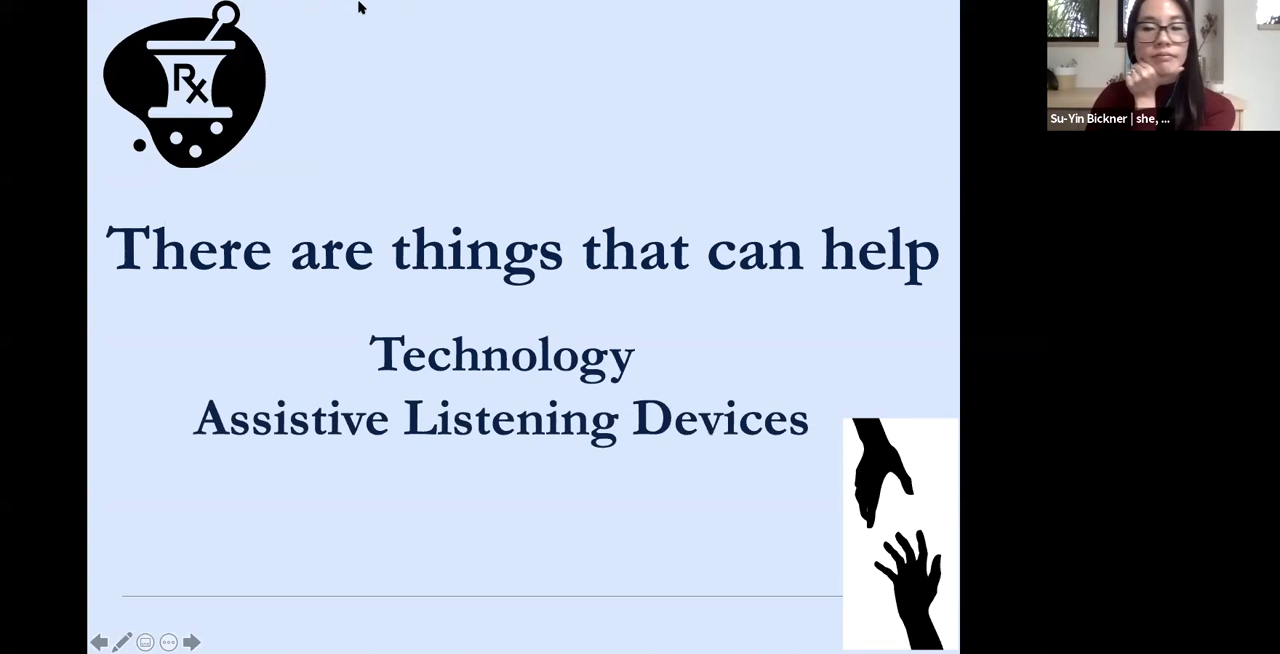 Rx
There are things that can help
Technology
Assistive Listening Devices
Su-Yin Bickner | she, ...